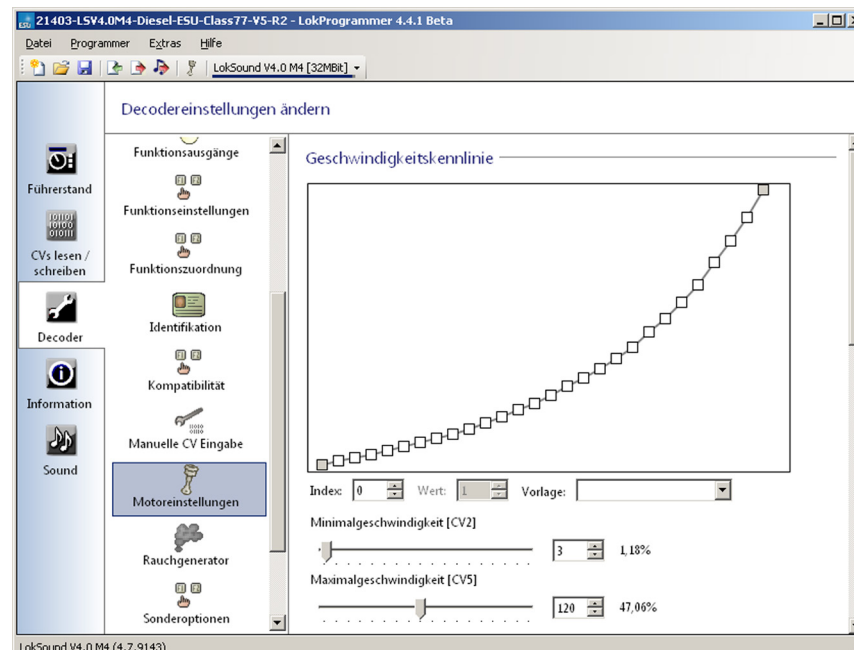 21403-LSV4.0M4-Diesel-ESU-Class77-V5-R2 - LokProgrammer 4.4.1 Beta
Datei Programmer Extras Hilfe
LokSound V4.0 M4 [32MBit]
Decodereinstellungen ändern
Führerstand
CVs lesen /
schreiben
Decoder
Information
Sound
Funktionsausgänge
Funktionseinstellungen
Funktionszuordnung
Identifikation
Kompatibilität
Manuelle CV Eingabe
Motoreinstellungen
Rauchgenerator
Sonderoptionen
Geschwindigkeitskennlinie
Index: 0 Wert: 1 Vorlage:
Minimalgeschwindigkeit [CV2]
3 1,18%
Maximalgeschwindigkeit [CV5]
120 47,06%
LokSound V4.0 M4 (4.7.9143)